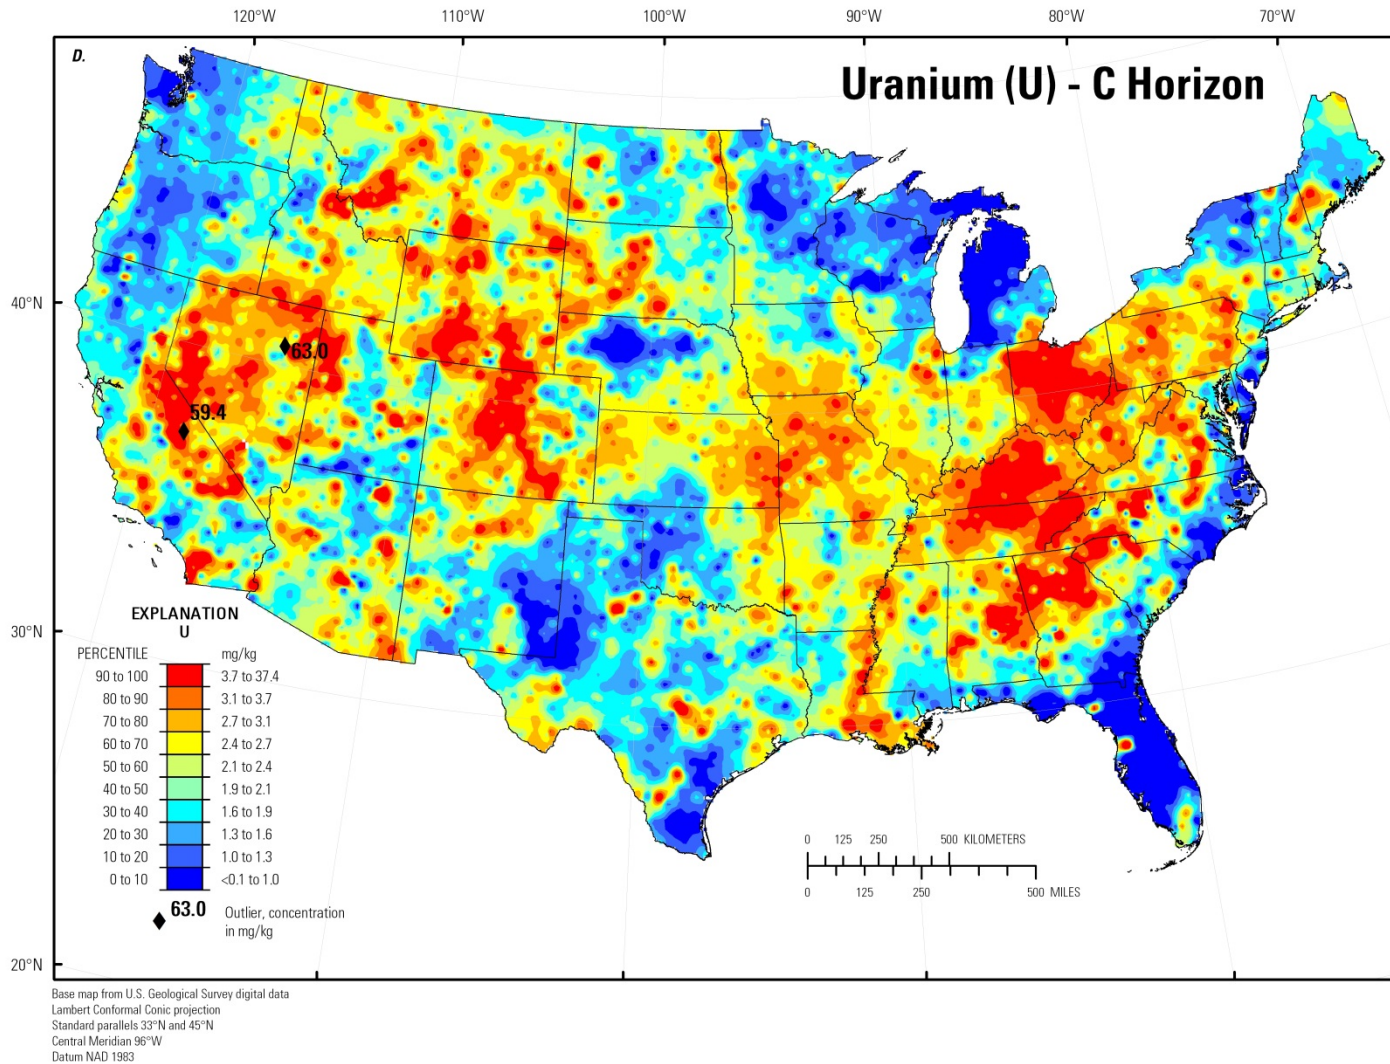 120°W 110°W 100°W 90°W 80°W 70°W
D.
Uranium (U) - C Horizon
40°N
30°N
20°N
63.0
59.4
EXPLANATION
U
PERCENTILE mg/kg
90 to 100 3.7 to 37.4
80 to 90 3.1 to 3.7
70 to 80 2.7 to 3.1
60 to 70 2.4 to 2.7
50 to 60 2.1 to 2.4
40 to 50 1.9 to 2.1
30 to 40 1.6 to 1.9
20 to 30 1.3 to 1.6
10 to 20 1.0 to 1.3
0 to 10 <0.1 to 1.0
63.0 Outlier, concentration
in mg/kg
0 125 250 500 KILOMETERS
0 125 250 500 MILES
Base map from U.S. Geological Survey digital data
Lambert Conformal Conic projection
Standard parallels 33°N and 45°N
Central Meridian 96°W
Datum NAD 1983